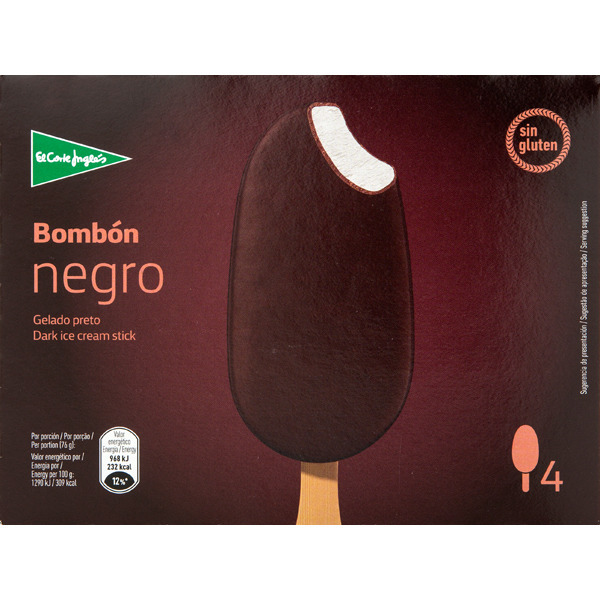 El Corte Inglés
sin
gluten
Bombón
negro
Gelado preto
Dark ice cream stick
Sugerencia de presentación / Sugestão de apresentação / Serving suggestion
Por porción / Por porção /
Per portion (76 g):
Valor energético por /
Energia por /
Energy per 100 g:
1290 kJ / 309 kcal
Valor
energético
Energia / Energy
968 kJ
232 kcal
12%*
4